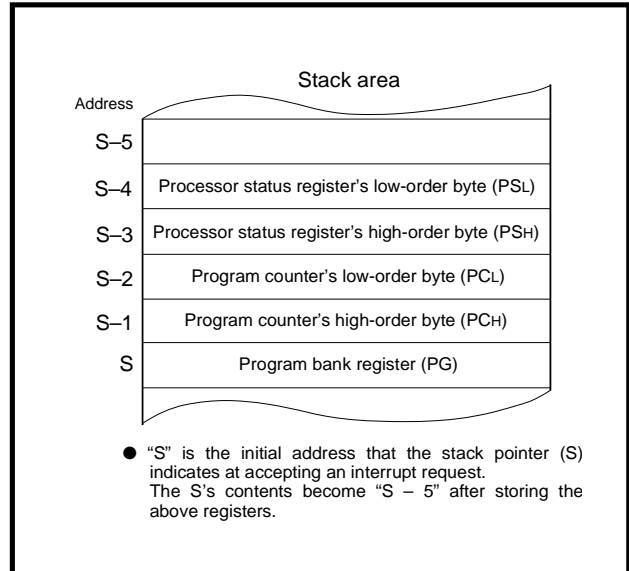 Stack area
Address
S–5
S–4 Processor status register’s low-order byte (PSL)
S–3 Processor status register’s high-order byte (PSH)
S–2 Program counter’s low-order byte (PCL)
S–1 Program counter’s high-order byte (PCH)
S Program bank register (PG)
● “S” is the initial address that the stack pointer (S)
indicates at accepting an interrupt request.
The S’s contents become “S – 5” after storing the
above registers.